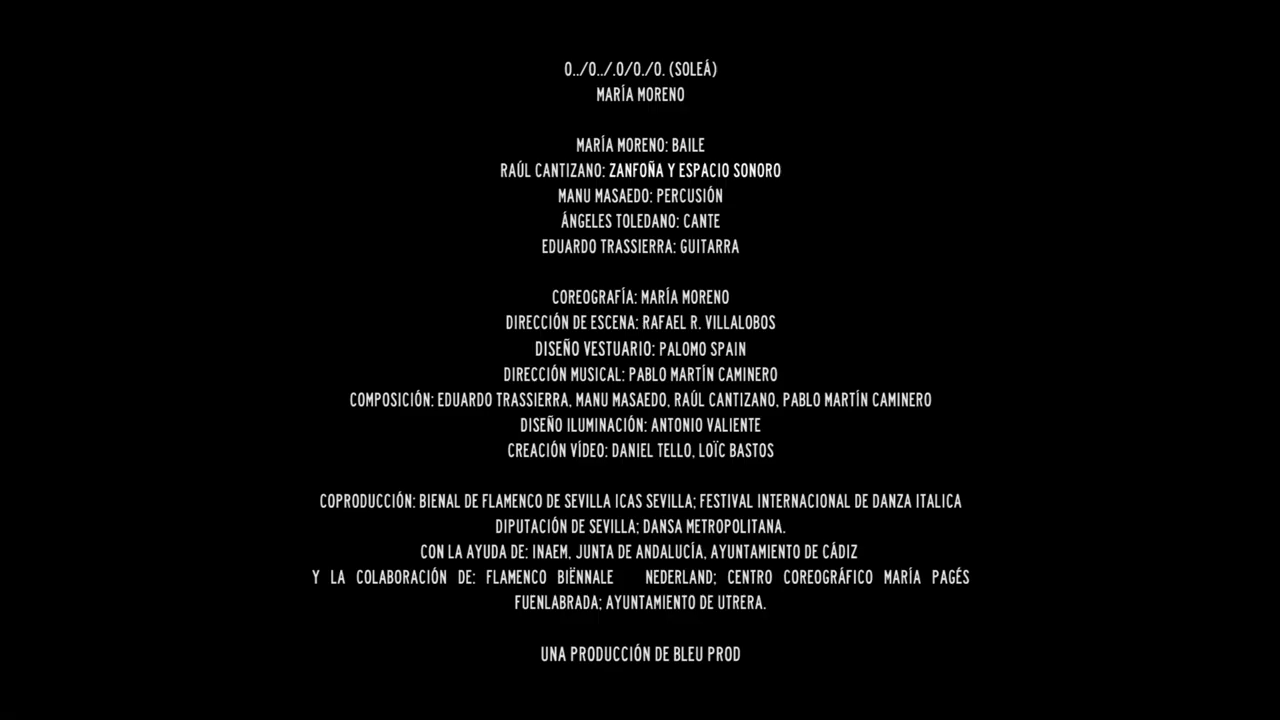 O../O../.O/O./O. (SOLEÁ)
MARÍA MORENO
MARÍA MORENO: BAILE
RAÚL CANTIZANO: ZANFOÑA Y ESPACIO SONORO
MANU MASAEDO: PERCUSIÓN
ÁNGELES TOLEDANO: CANTE
EDUARDO TRASSIERRA: GUITARRA
COREOGRAFÍA: MARÍA MORENO
DIRECCIÓN DE ESCENA: RAFAEL R. VILLALOBOS
DISEÑO VESTUARIO: PALOMO SPAIN
DIRECCIÓN MUSICAL: PABLO MARTÍN CAMINERO
COMPOSICIÓN: EDUARDO TRASSIERRA, MANU MASAEDO, RAÚL CANTIZANO, PABLO MARTÍN CAMINERO
DISEÑO ILUMINACIÓN: ANTONIO VALIENTE
CREACIÓN VÍDEO: DANIEL TELLO, LOÏC BASTOS
COPRODUCCIÓN: BIENAL DE FLAMENCO DE SEVILLA ICAS SEVILLA; FESTIVAL INTERNACIONAL DE DANZA ITALICA
DIPUTACIÓN DE SEVILLA; DANSA METROPOLITANA.
CON LA AYUDA DE: INAEM, JUNTA DE ANDALUCÍA, AYUNTAMIENTO DE CÁDIZ
Y LA COLABORACIÓN DE: FLAMENCO BIËNNALE NEDERLAND; CENTRO COREOGRÁFICO MARÍA PAGÉS
FUENLABRADA; AYUNTAMIENTO DE UTRERA.
UNA PRODUCCIÓN DE BLEU PROD